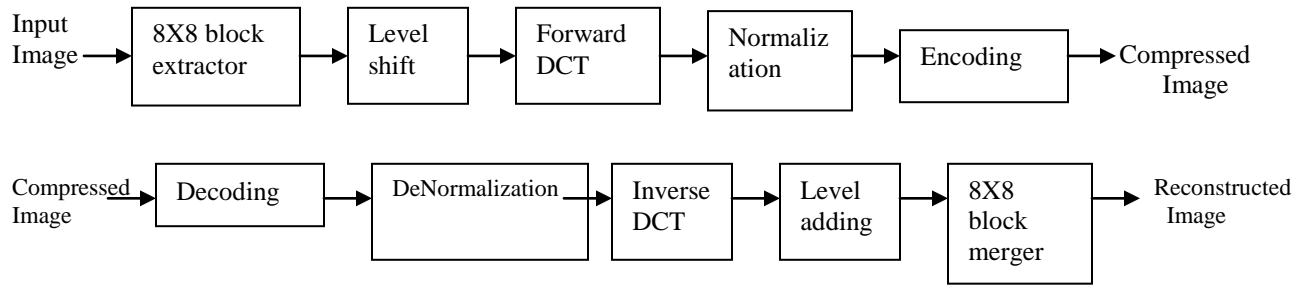 Input
Image
8X8 block
extractor
Level
shift
Forward
DCT
Normaliz
ation
Encoding
Compressed
Image
Compressed
Image
Decoding
DeNormalization
Inverse
DCT
Level
adding
8X8
block
merger
Reconstructed
Image